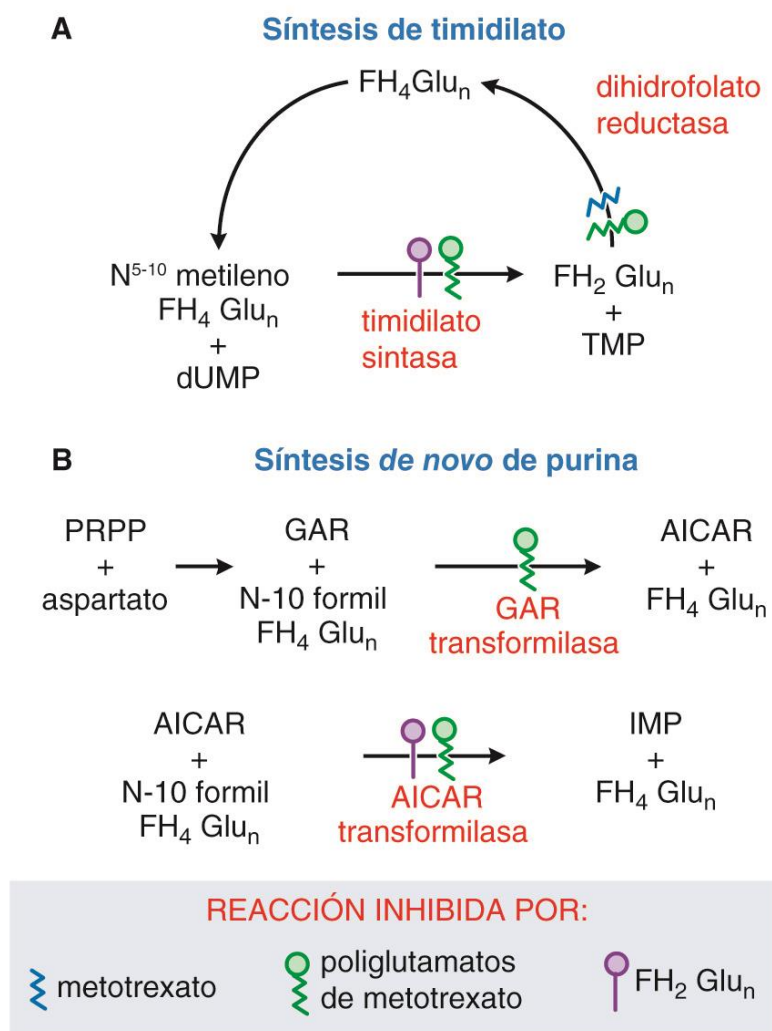 A
Síntesis de timidilato
FH₄Gluₙ
dihidrofolato
reductasa
N⁵⁻¹⁰ metileno
FH₄ Gluₙ
+
dUMP
timidilato
sintasa
FH₂ Gluₙ
+
TMP
B
Síntesis de novo de purina
PRPP
+
aspartato
GAR
+
N-10 formil
FH₄ Gluₙ
GAR
transformilasa
AICAR
+
FH₄ Gluₙ
AICAR
+
N-10 formil
FH₄ Gluₙ
AICAR
transformilasa
IMP
+
FH₄ Gluₙ
REACCIÓN INHIBIDA POR:
metotrexato
poliglutamatos
de metotrexato
FH₂ Gluₙ